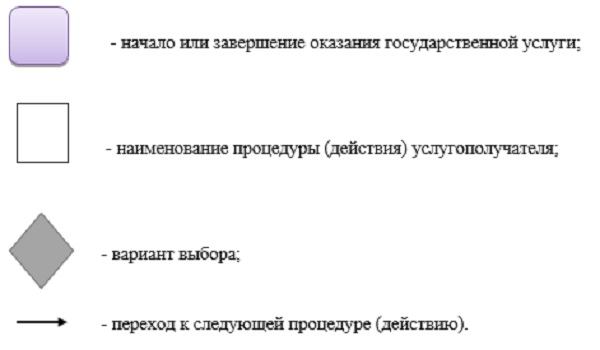 - начало или завершение оказания государственной услуги;
- наименование процедуры (действия) услугополучателя;
- вариант выбора;
- переход к следующей процедуре (действию).